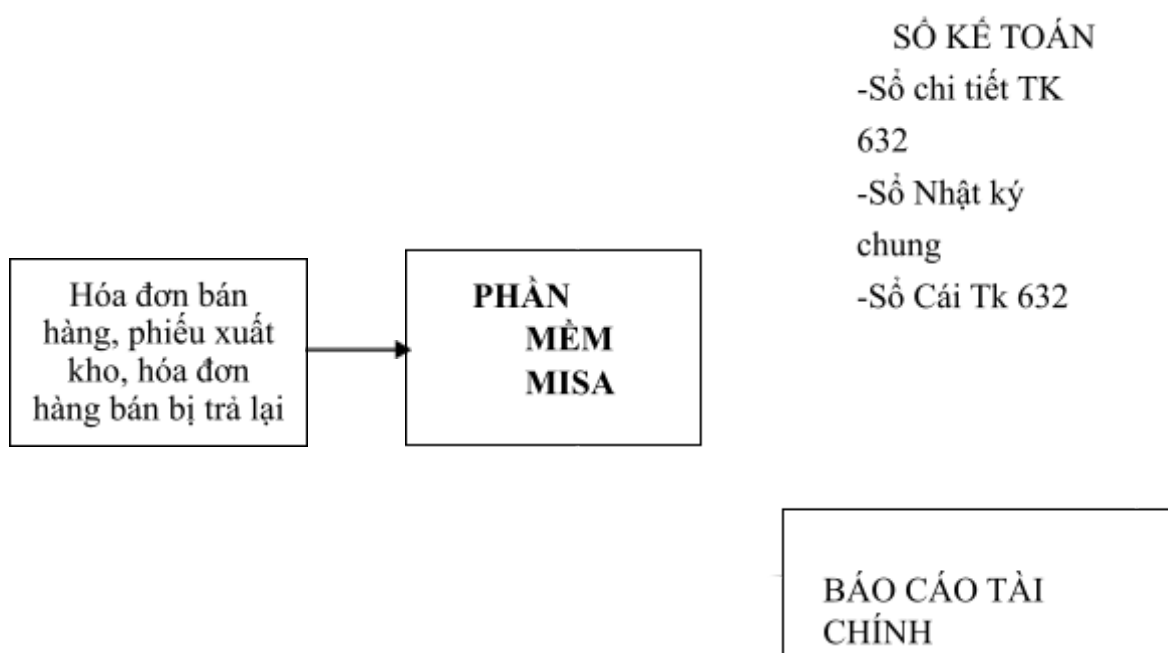 SỔ KẾ TOÁN
-Sổ chi tiết TK
632
-Sổ Nhật ký
chung
-Sổ Cái Tk 632
Hóa đơn bán
hàng, phiếu xuất
kho, hóa đơn
hàng bán bị trả lại
PHẦN
MỀM
MISA
BÁO CÁO TÀI
CHÍNH